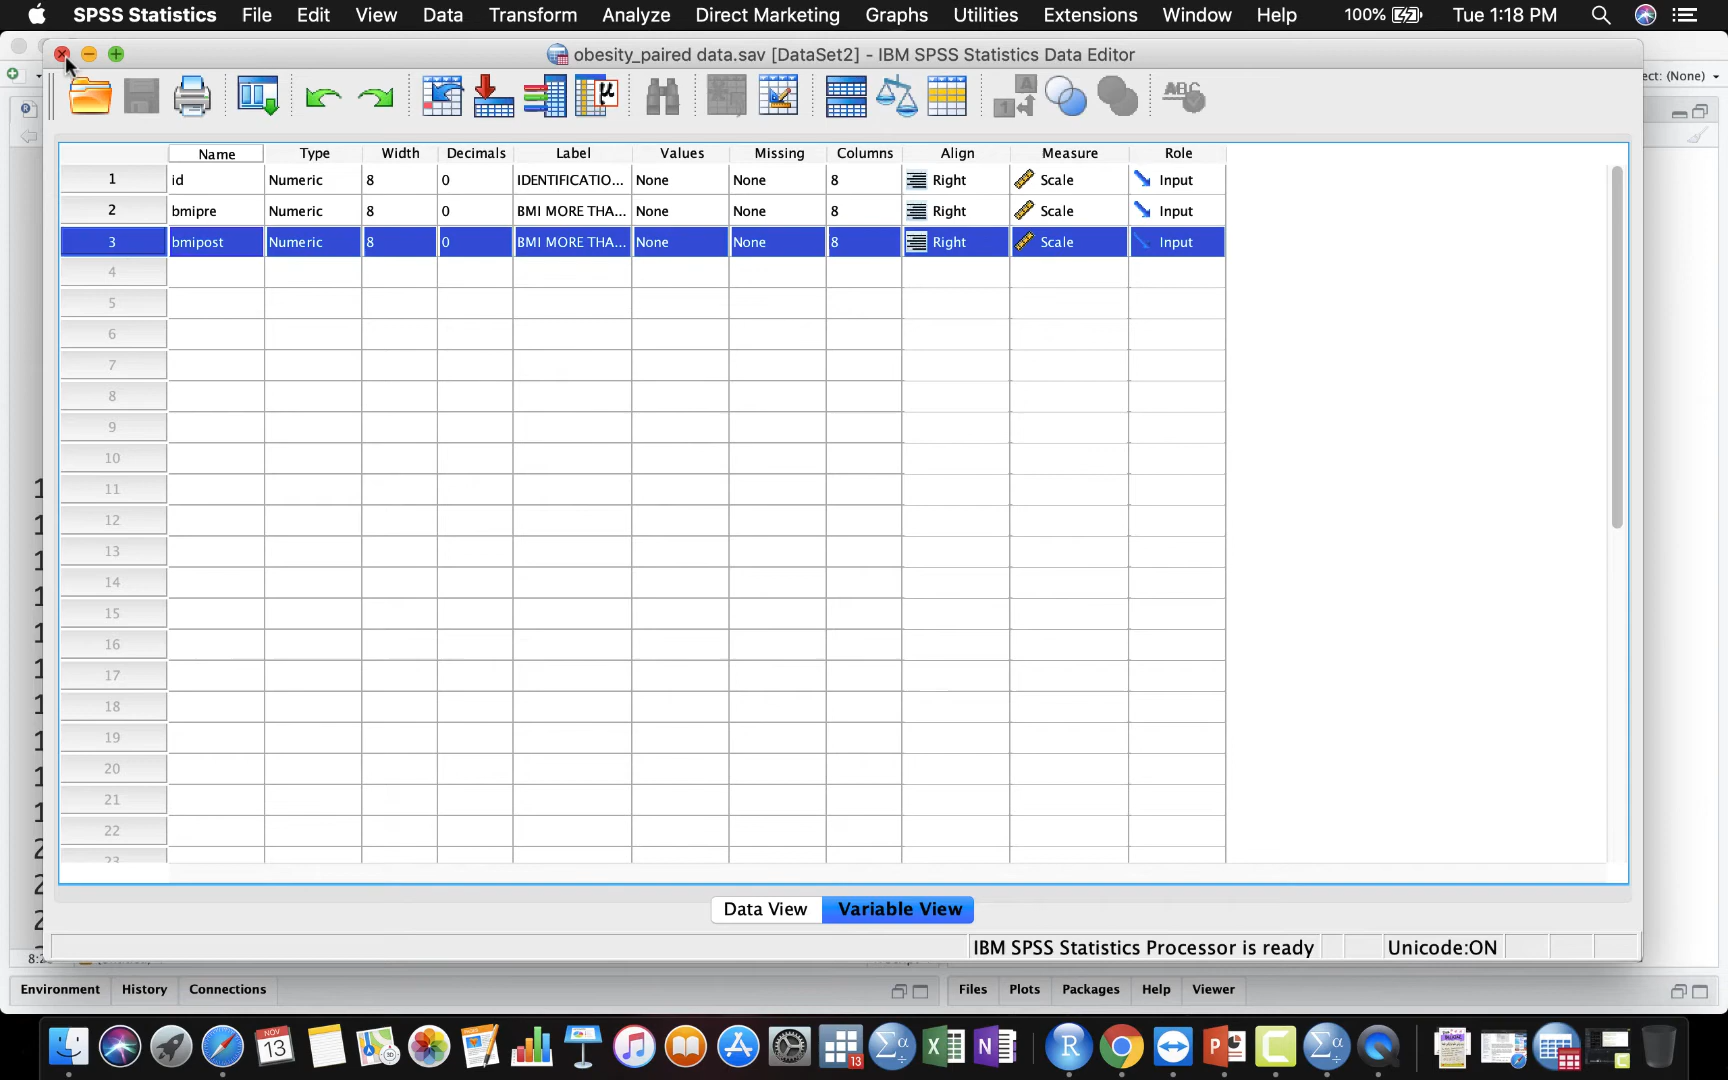 SPSS Statistics File Edit View Data Transform Analyze Direct Marketing Graphs Utilities Extensions Window Help 100% Tue 1:18 PM
obesity_paired data.sav [DataSet2] - IBM SPSS Statistics Data Editor
ect: (None)
Name Type Width Decimals Label Values Missing Columns Align Measure Role
1 id Numeric 8 0 IDENTIFICATIO... None None 8 Right Scale Input
2 bmipre Numeric 8 0 BMI MORE THA... None None 8 Right Scale Input
3 bmipost Numeric 8 0 BMI MORE THA... None None 8 Right Scale Input
4
5
6
7
8
9
10
11
12
13
14
15
16
17
18
19
20
21
22
23
Data View Variable View
IBM SPSS Statistics Processor is ready Unicode:ON
Environment History Connections Files Plots Packages Help Viewer
NOV
13
13